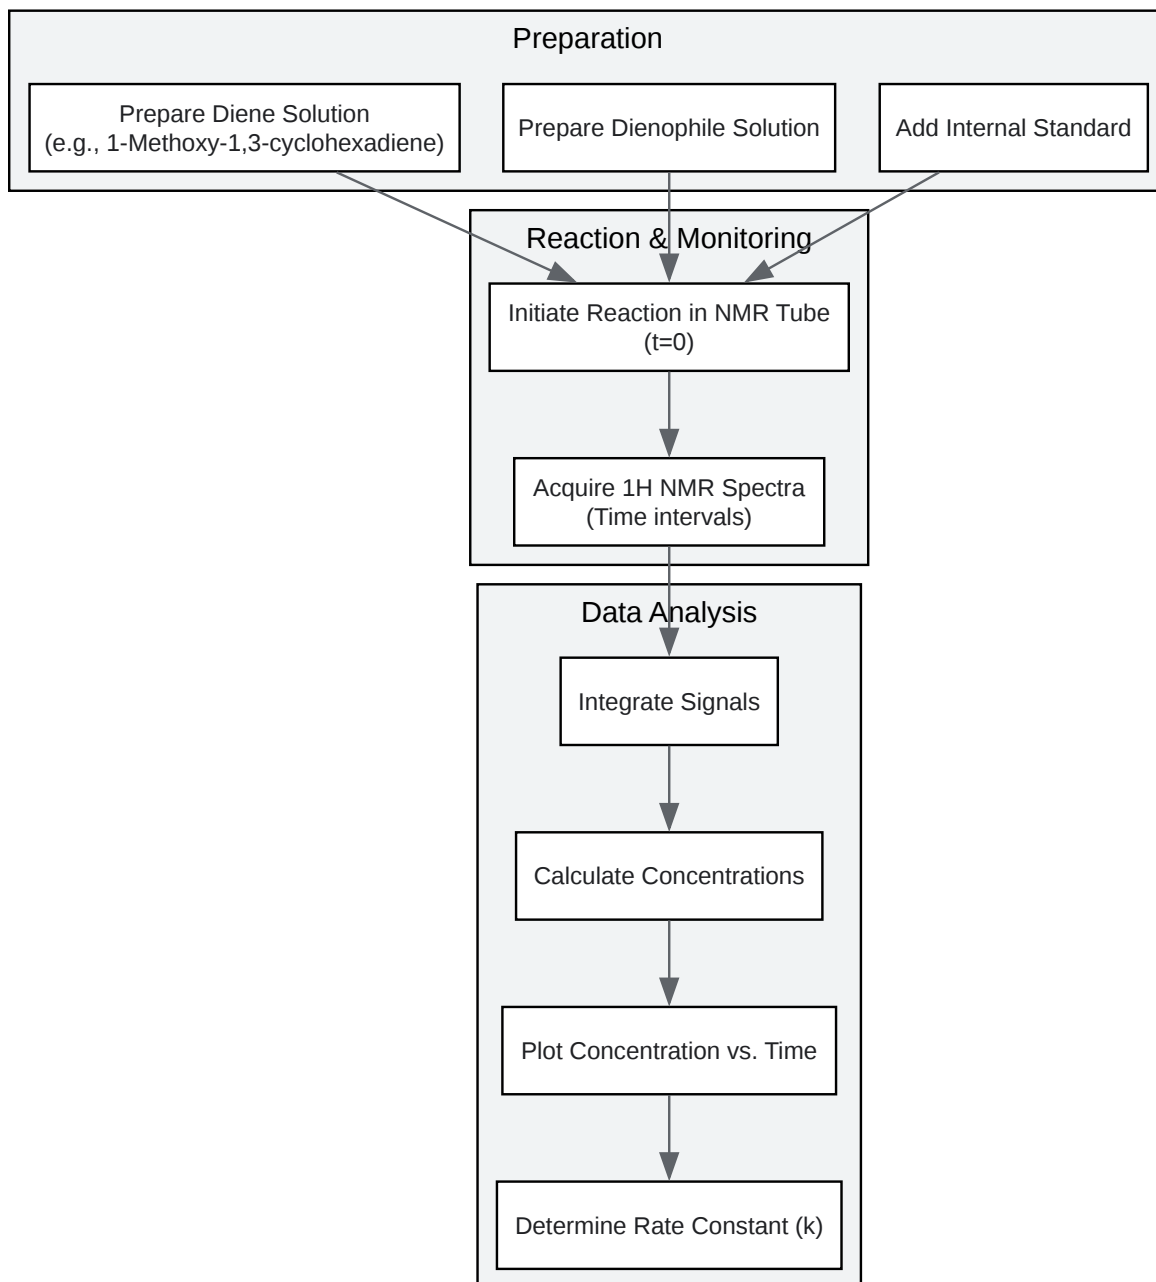 Preparation
Prepare Diene Solution
(e.g., 1-Methoxy-1,3-cyclohexadiene)
Prepare Dienophile Solution
Add Internal Standard
Reaction & Monitoring
Initiate Reaction in NMR Tube
(t=0)
Acquire 1H NMR Spectra
(Time intervals)
Data Analysis
Integrate Signals
Calculate Concentrations
Plot Concentration vs. Time
Determine Rate Constant (k)